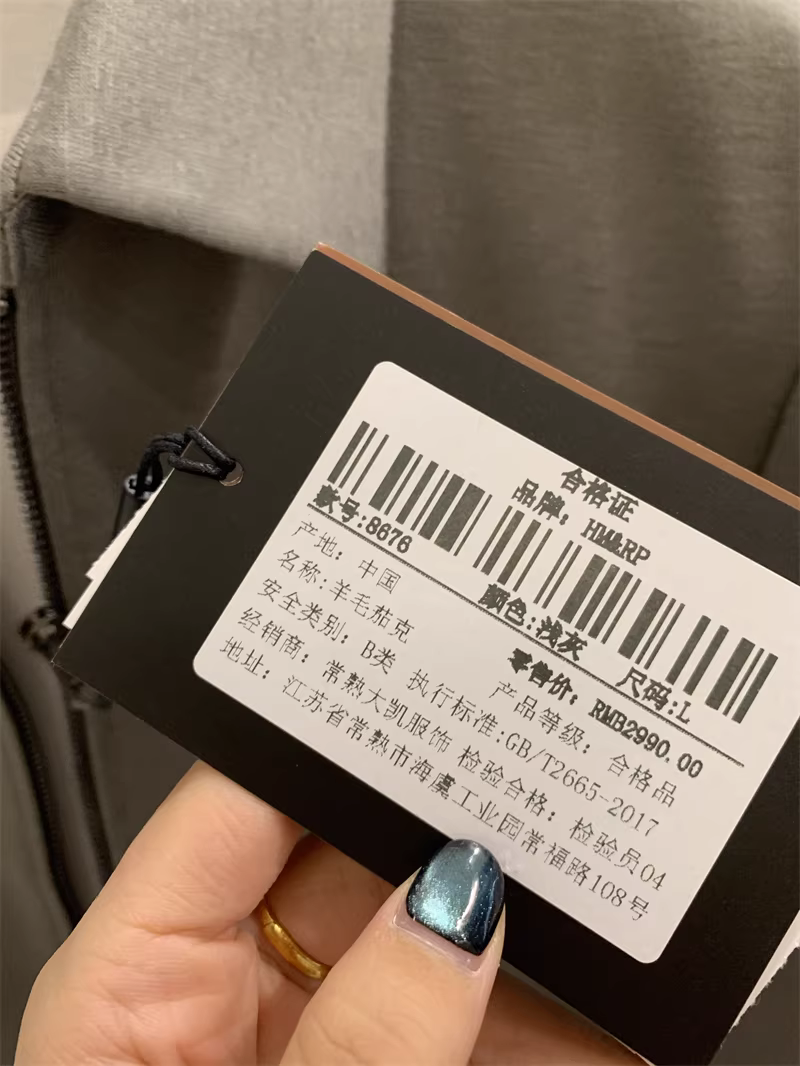 合格证
品牌: HM&RP
款号:8676 颜色:浅灰 尺码:L
零售价: RMB2990.00
产地: 中国 产品等级: 合格品
名称:羊毛茄克
安全类别: B类 执行标准:GB/T2665-2017
经销商: 常熟大凯服饰 检验合格: 检验员04
地址: 江苏省常熟市海虞工业园常福路108号